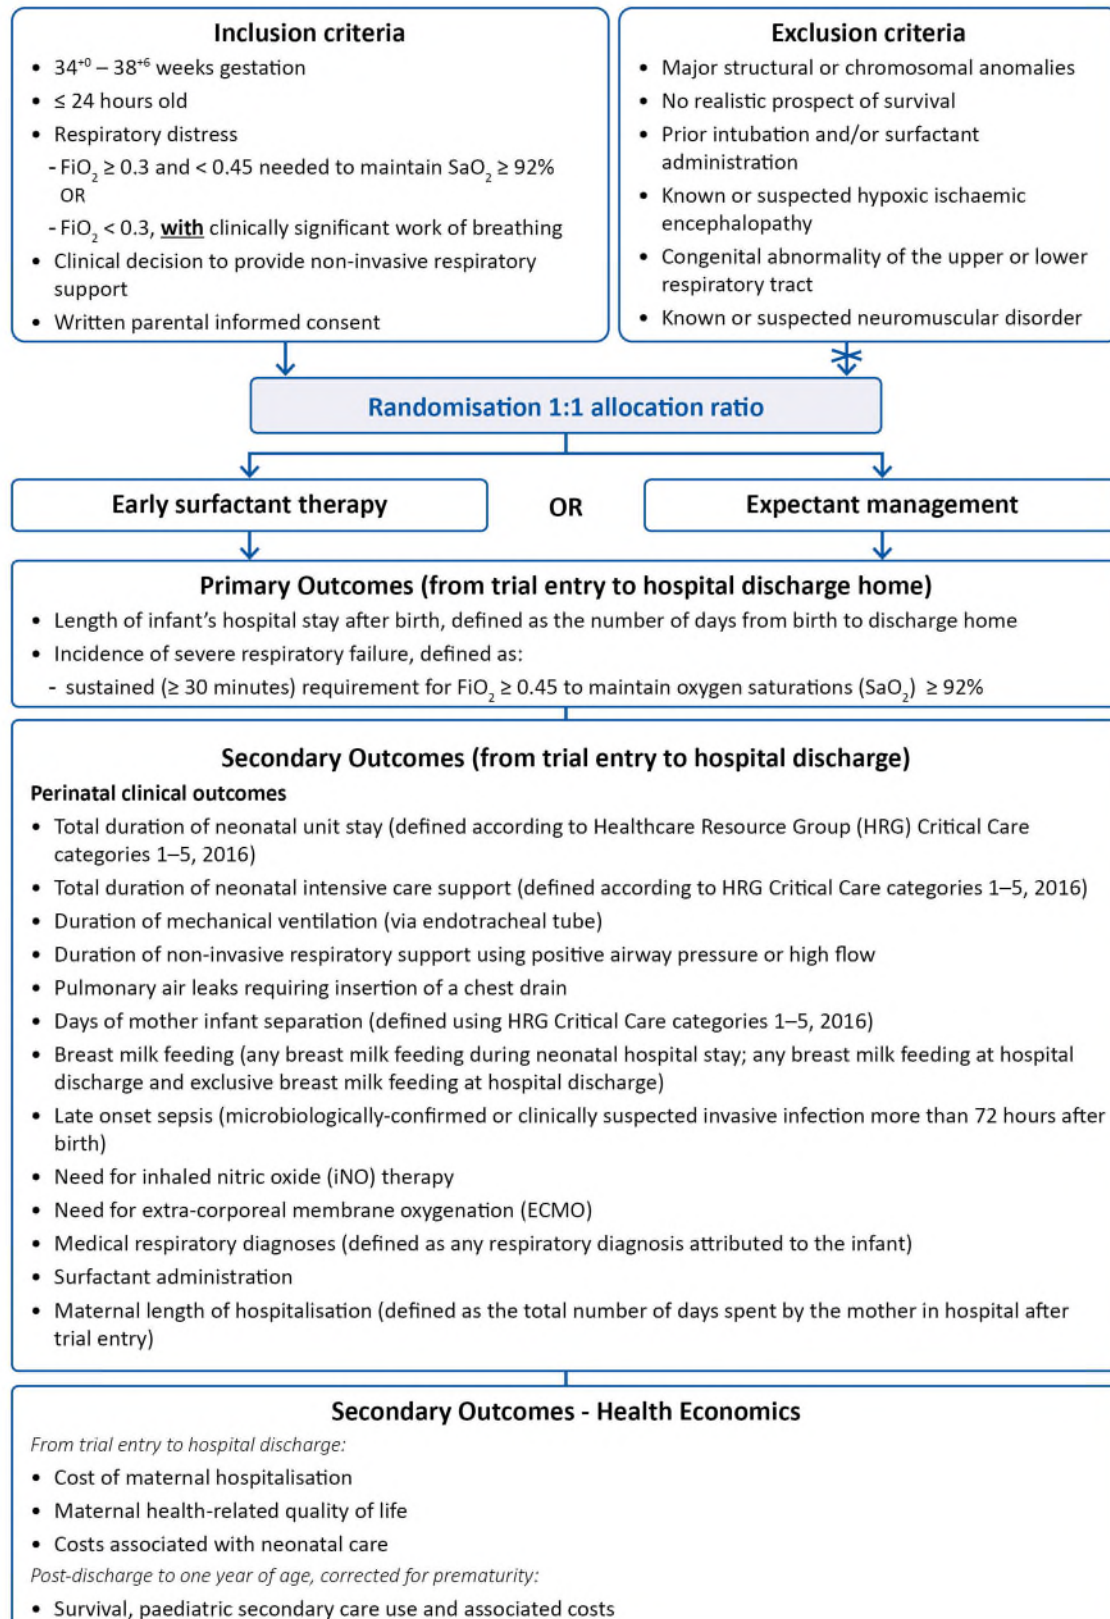 Inclusion criteria
• 34⁺⁰ – 38⁺⁶ weeks gestation
• ≤ 24 hours old
• Respiratory distress
- FiO₂ ≥ 0.3 and < 0.45 needed to maintain SaO₂ ≥ 92%
OR
- FiO₂ < 0.3, with clinically significant work of breathing
• Clinical decision to provide non-invasive respiratory
support
• Written parental informed consent
Exclusion criteria
• Major structural or chromosomal anomalies
• No realistic prospect of survival
• Prior intubation and/or surfactant
administration
• Known or suspected hypoxic ischaemic
encephalopathy
• Congenital abnormality of the upper or lower
respiratory tract
• Known or suspected neuromuscular disorder
Randomisation 1:1 allocation ratio
Early surfactant therapy
OR
Expectant management
Primary Outcomes (from trial entry to hospital discharge home)
• Length of infant's hospital stay after birth, defined as the number of days from birth to discharge home
• Incidence of severe respiratory failure, defined as:
- sustained (≥ 30 minutes) requirement for FiO₂ ≥ 0.45 to maintain oxygen saturations (SaO₂) ≥ 92%
Secondary Outcomes (from trial entry to hospital discharge)
Perinatal clinical outcomes
• Total duration of neonatal unit stay (defined according to Healthcare Resource Group (HRG) Critical Care
categories 1–5, 2016)
• Total duration of neonatal intensive care support (defined according to HRG Critical Care categories 1–5, 2016)
• Duration of mechanical ventilation (via endotracheal tube)
• Duration of non-invasive respiratory support using positive airway pressure or high flow
• Pulmonary air leaks requiring insertion of a chest drain
• Days of mother infant separation (defined using HRG Critical Care categories 1–5, 2016)
• Breast milk feeding (any breast milk feeding during neonatal hospital stay; any breast milk feeding at hospital
discharge and exclusive breast milk feeding at hospital discharge)
• Late onset sepsis (microbiologically-confirmed or clinically suspected invasive infection more than 72 hours after
birth)
• Need for inhaled nitric oxide (iNO) therapy
• Need for extra-corporeal membrane oxygenation (ECMO)
• Medical respiratory diagnoses (defined as any respiratory diagnosis attributed to the infant)
• Surfactant administration
• Maternal length of hospitalisation (defined as the total number of days spent by the mother in hospital after
trial entry)
Secondary Outcomes - Health Economics
From trial entry to hospital discharge:
• Cost of maternal hospitalisation
• Maternal health-related quality of life
• Costs associated with neonatal care
Post-discharge to one year of age, corrected for prematurity:
• Survival, paediatric secondary care use and associated costs